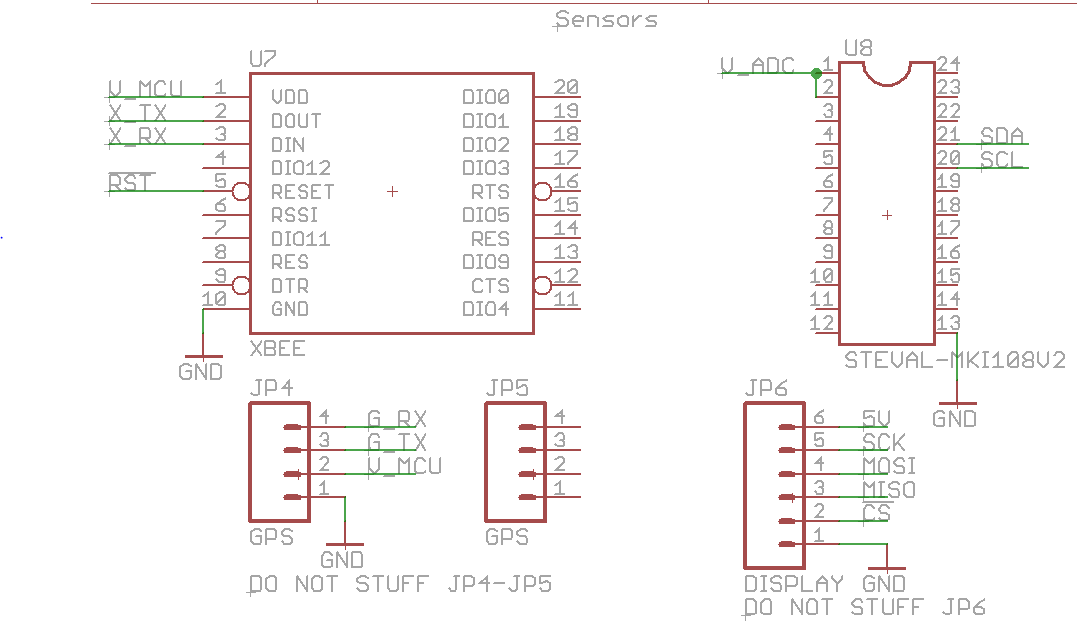 Sensors
U7
V_MCU 1 VDD DIO0 20
X_TX 2 DOUT DIO1 19
X_RX 3 DIN DIO2 18
4 DIO12 DIO3 17
RST 5 RESET RTS 16
6 RSSI DIO5 15
7 DIO11 RES 14
8 RES DIO9 13
9 DTR CTS 12
10 GND DIO4 11
XBEE
GND
U8
V_ADC 1 24
2 23
3 22
4 21 SDA
5 20 SCL
6 19
7 18
8 17
9 16
10 15
11 14
12 13
STEVAL-MKI108V2
GND
JP4
4 G_RX
3 G_TX
2 V_MCU
1
GPS
GND
JP5
4
3
2
1
GPS
DO NOT STUFF JP4-JP5
JP6
6 5V
5 SCK
4 MOSI
3 MISO
2 CS
1
DISPLAY GND
DO NOT STUFF JP6